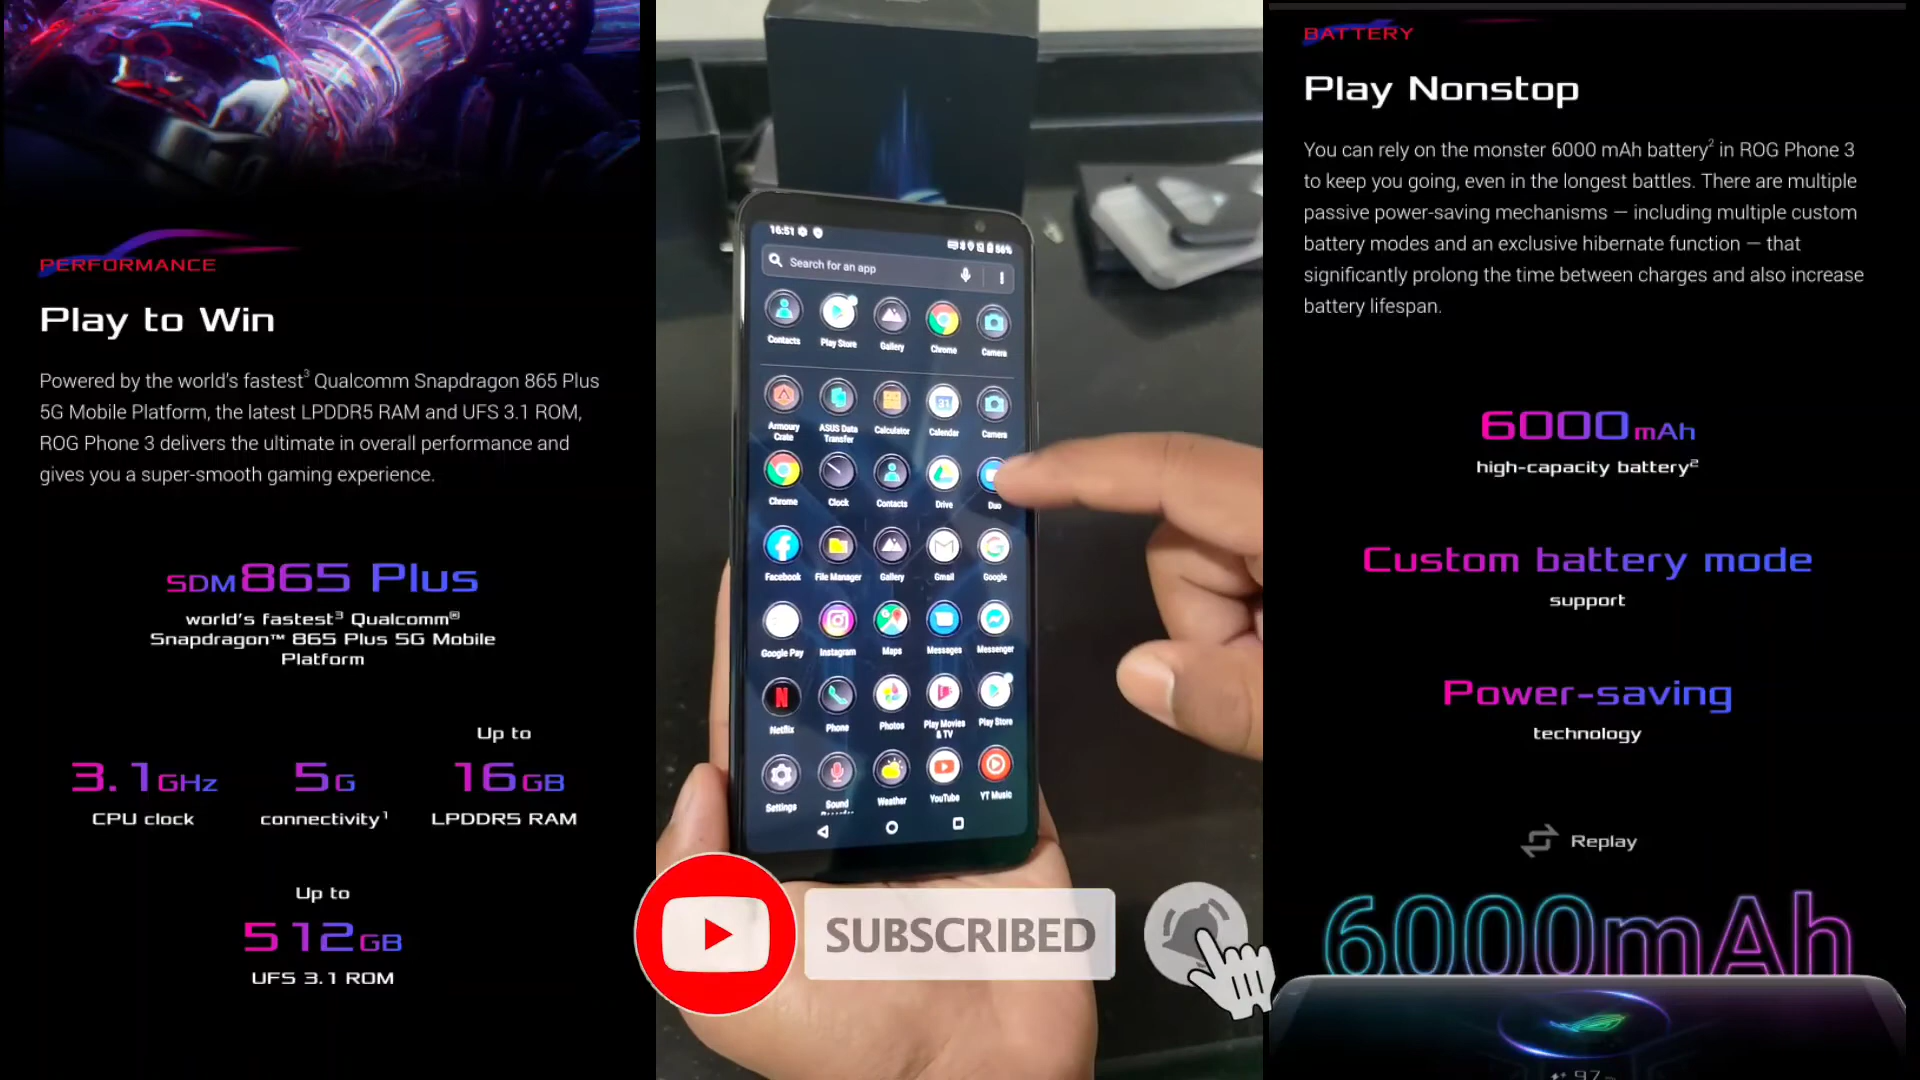 PERFORMANCE
Play to Win
Powered by the world's fastest³ Qualcomm Snapdragon 865 Plus
5G Mobile Platform, the latest LPDDR5 RAM and UFS 3.1 ROM,
ROG Phone 3 delivers the ultimate in overall performance and
gives you a super-smooth gaming experience.
SDM865 Plus
world's fastest³ Qualcomm®
Snapdragon™ 865 Plus 5G Mobile
Platform
Up to
3.1GHz 5G 16GB
CPU clock connectivity¹ LPDDR5 RAM
Up to
512GB
UFS 3.1 ROM
16:51 56%
Search for an app
Contacts Play Store Gallery Chrome Camera
Armoury Crate ASUS Data Transfer Calculator Calendar Camera
31
Chrome Clock Contacts Drive Duo
Facebook File Manager Gallery Gmail Google
Google Pay Instagram Maps Messages Messenger
Netflix Phone Photos Play Movies & TV Play Store
Settings Sound Weather YouTube YT Music
SUBSCRIBED
BATTERY
Play Nonstop
You can rely on the monster 6000 mAh battery² in ROG Phone 3
to keep you going, even in the longest battles. There are multiple
passive power-saving mechanisms — including multiple custom
battery modes and an exclusive hibernate function — that
significantly prolong the time between charges and also increase
battery lifespan.
6000mAh
high-capacity battery²
Custom battery mode
support
Power-saving
technology
Replay
6000mAh